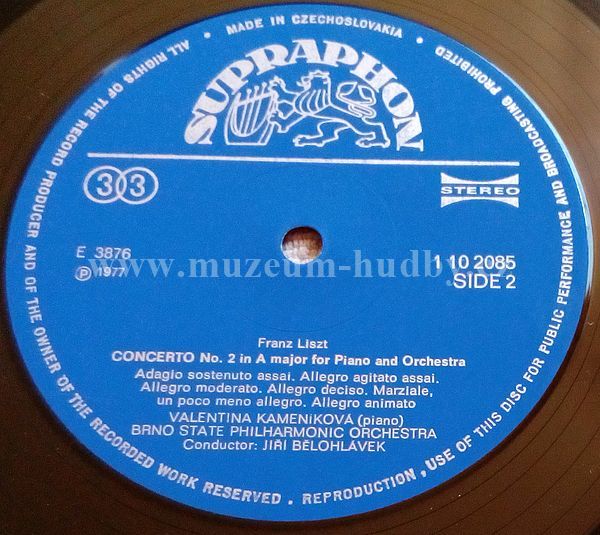 ALL RIGHTS OF THE RECORD PRODUCER AND OF THE OWNER OF THE RECORDED WORK RESERVED . REPRODUCTION, USE OF THIS DISC FOR PUBLIC PERFORMANCE AND BROADCASTING PROHIBITED
• MADE IN CZECHOSLOVAKIA •
SUPRAPHON
33
STEREO
E 3876
Ⓟ 1977
1 10 2085
SIDE 2
www.muzeum-hudby.cz
Franz Liszt
CONCERTO No. 2 in A major for Piano and Orchestra
Adagio sostenuto assai. Allegro agitato assai.
Allegro moderato. Allegro deciso. Marziale,
un poco meno allegro. Allegro animato
VALENTINA KAMENÍKOVÁ (piano)
BRNO STATE PHILHARMONIC ORCHESTRA
Conductor: JIŘÍ BĚLOHLÁVEK